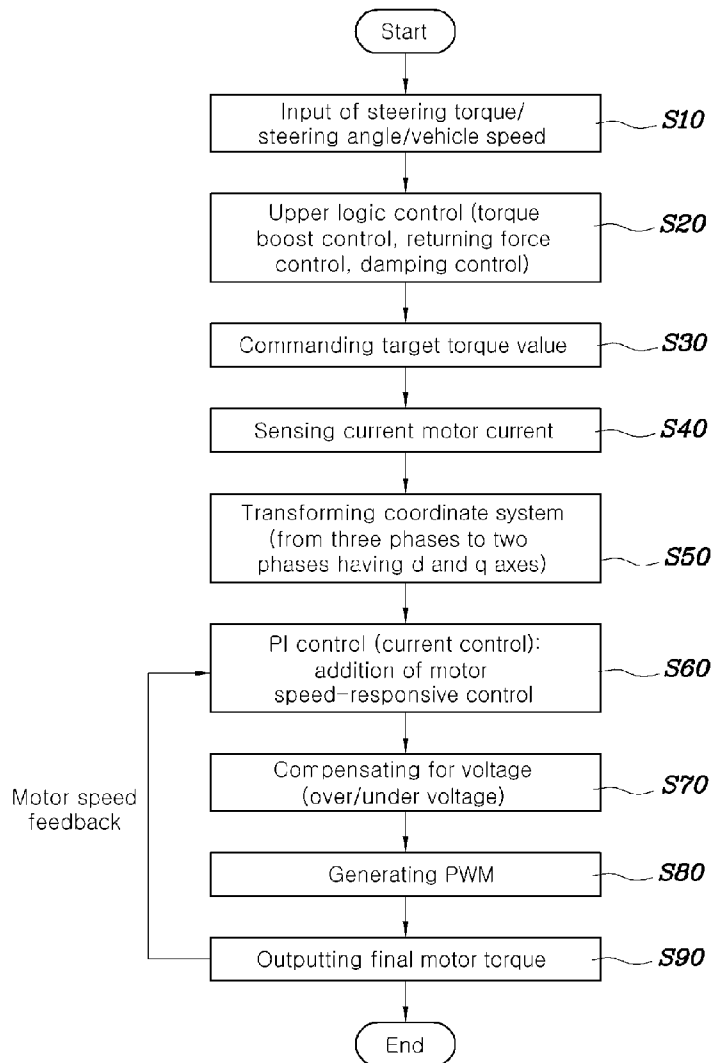 Start
Input of steering torque/
steering angle/vehicle speed
S10
Upper logic control (torque
boost control, returning force
control, damping control)
S20
Commanding target torque value
S30
Sensing current motor current
S40
Transforming coordinate system
(from three phases to two
phases having d and q axes)
S50
PI control (current control):
addition of motor
speed-responsive control
S60
Compensating for voltage
(over/under voltage)
S70
Motor speed
feedback
Generating PWM
S80
Outputting final motor torque
S90
End